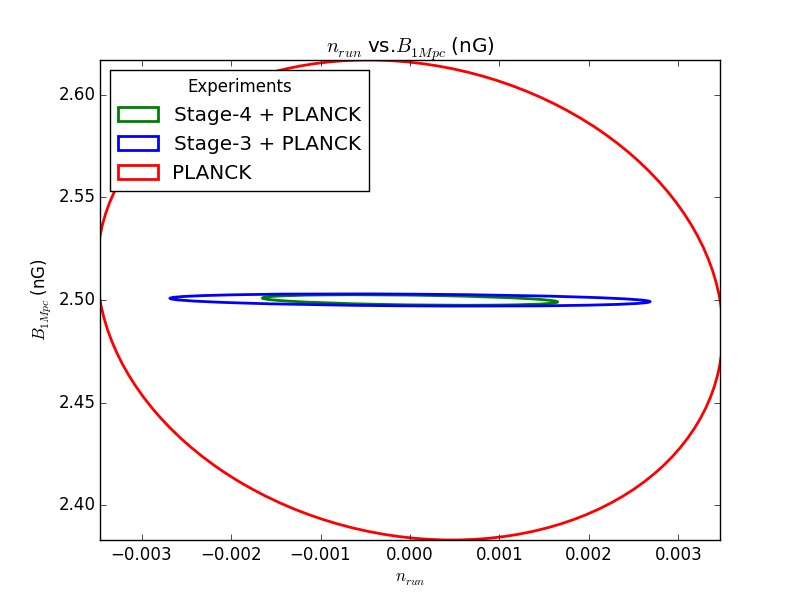 n_run vs.B_1Mpc (nG)
Experiments
Stage-4 + PLANCK
Stage-3 + PLANCK
PLANCK
B_1Mpc (nG)
2.60
2.55
2.50
2.45
2.40
−0.003 −0.002 −0.001 0.000 0.001 0.002 0.003
n_run